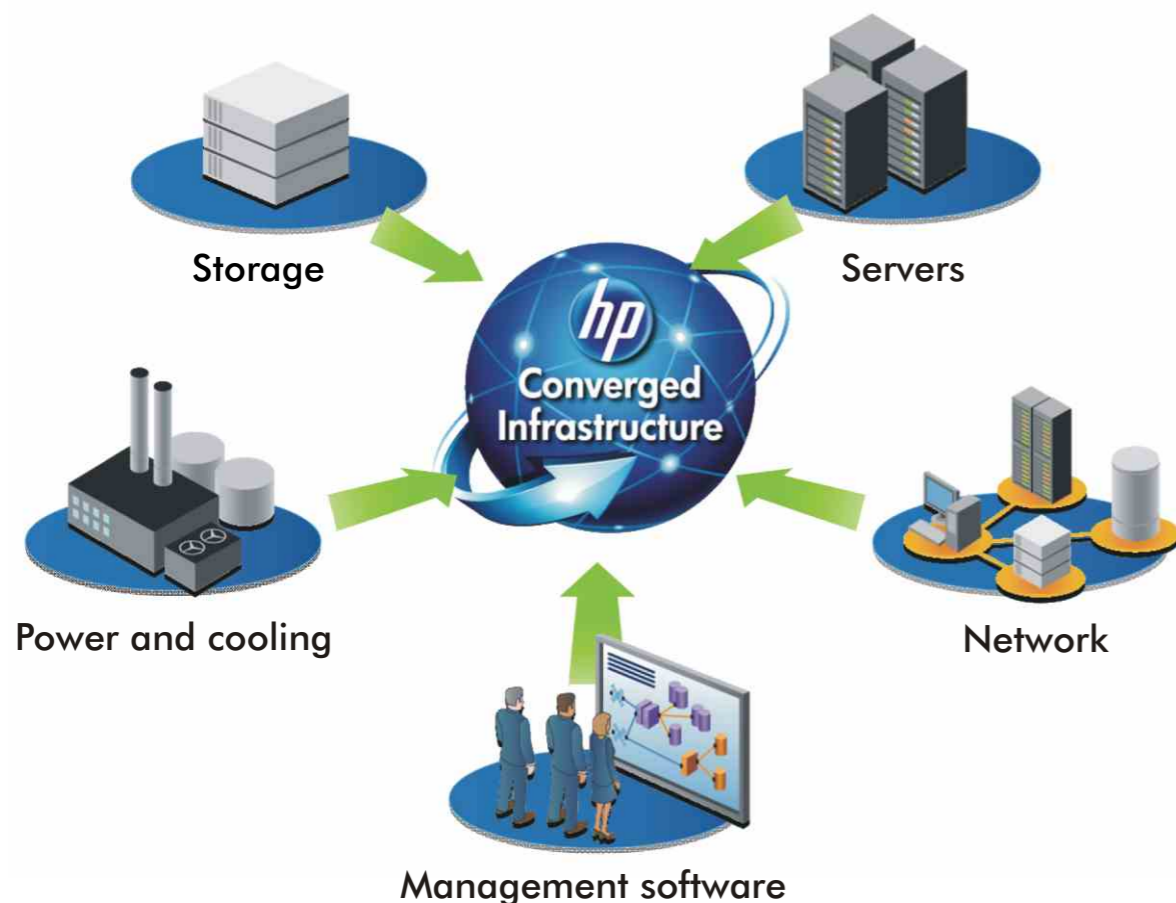 Storage
Servers
hp
Converged
Infrastructure
Power and cooling
Network
Management software